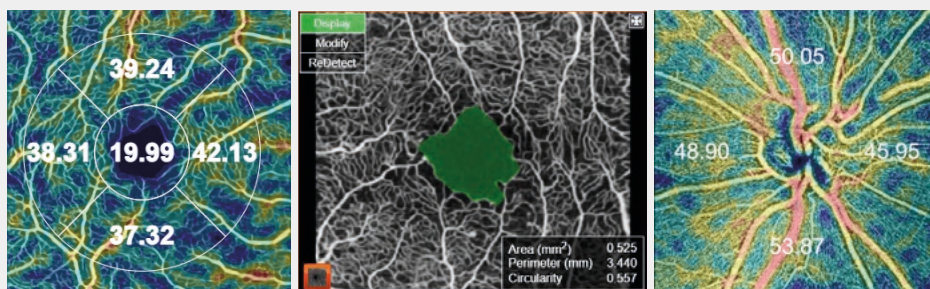 39.24
38.31 19.99 42.13
37.32
Display
Modify
ReDetect
Area (mm²) 0.525
Perimeter (mm) 3.440
Circularity 0.557
50.05
48.90 45.95
53.87